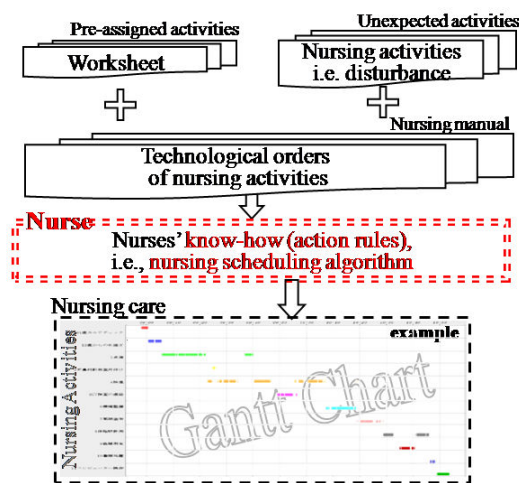 Pre-assigned activities
Unexpected activities
Worksheet
Nursing activities
i.e. disturbance
Nursing manual
Technological orders
of nursing activities
Nurse
Nurses' know-how (action rules),
i.e., nursing scheduling algorithm
Nursing care
example
Nursing Activities
Gantt Chart